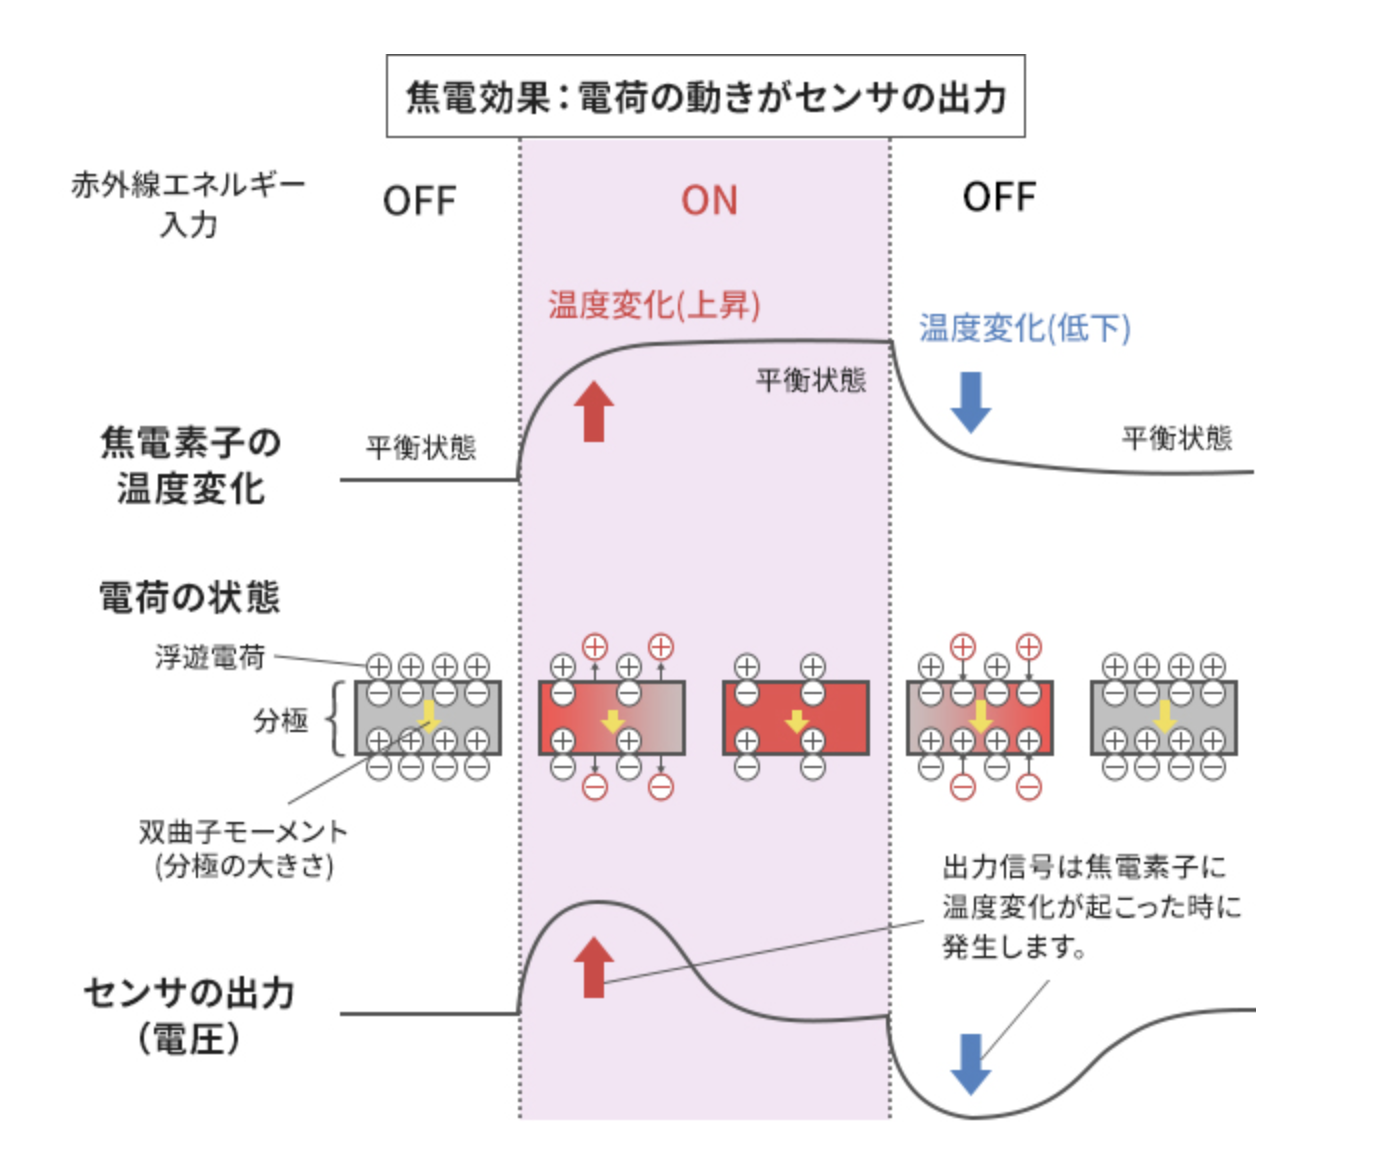 焦電効果：電荷の動きがセンサの出力
赤外線エネルギー
入力
OFF
ON
OFF
温度変化(上昇)
温度変化(低下)
平衡状態
平衡状態
平衡状態
焦電素子の
温度変化
電荷の状態
浮遊電荷
分極
双曲子モーメント
(分極の大きさ)
出力信号は焦電素子に
温度変化が起こった時に
発生します。
センサの出力
（電圧）